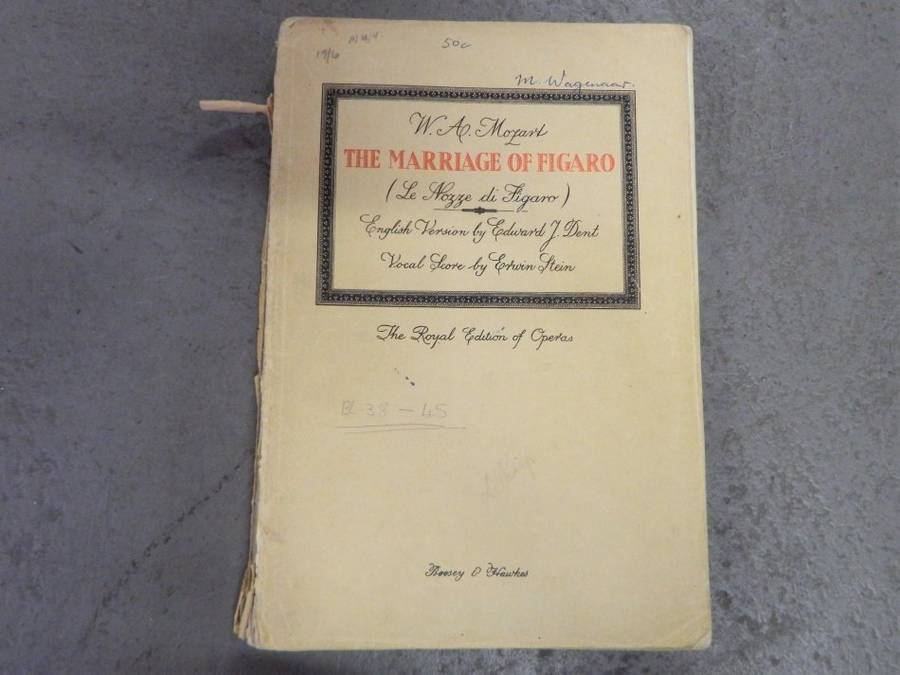 50c
19/6
M. Wagenaar.
W. A. Mozart
THE MARRIAGE OF FIGARO
(Le Nozze di Figaro)
English Version by Edward J. Dent
Vocal Score by Erwin Stein
The Royal Edition of Operas
38 – 45
Boosey & Hawkes